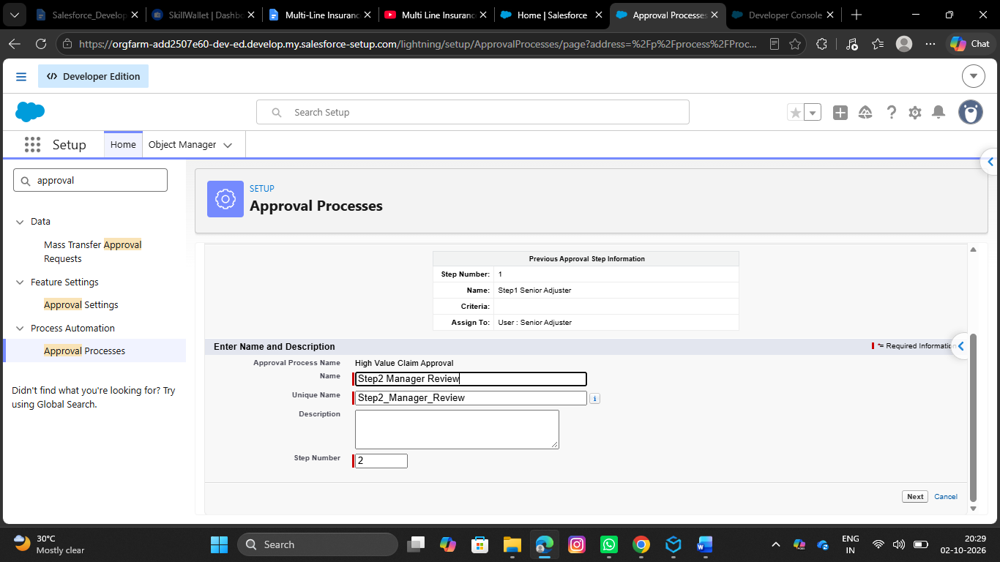 Salesforce_Develop
SkillWallet | Dashbo
Multi-Line Insuranc
Multi Line Insuranc
Home | Salesforce
Approval Processes
Developer Console
https://orgfarm-add2507e60-dev-ed.develop.my.salesforce-setup.com/lightning/setup/ApprovalProcesses/page?address=%2Fp%2Fprocess%2FProc...
Chat
Developer Edition
Search Setup
Setup
Home
Object Manager
approval
Data
Mass Transfer Approval
Requests
Feature Settings
Approval Settings
Process Automation
Approval Processes
Didn't find what you're looking for? Try
using Global Search.
SETUP
Approval Processes
Previous Approval Step Information
Step Number: 1
Name: Step1 Senior Adjuster
Criteria:
Assign To: User : Senior Adjuster
Enter Name and Description
= Required Information
Approval Process Name High Value Claim Approval
Name Step2 Manager Review
Unique Name Step2_Manager_Review i
Description
Step Number 2
Next Cancel
30°C
Mostly clear
Search
ENG
IN
20:29
02-10-2026